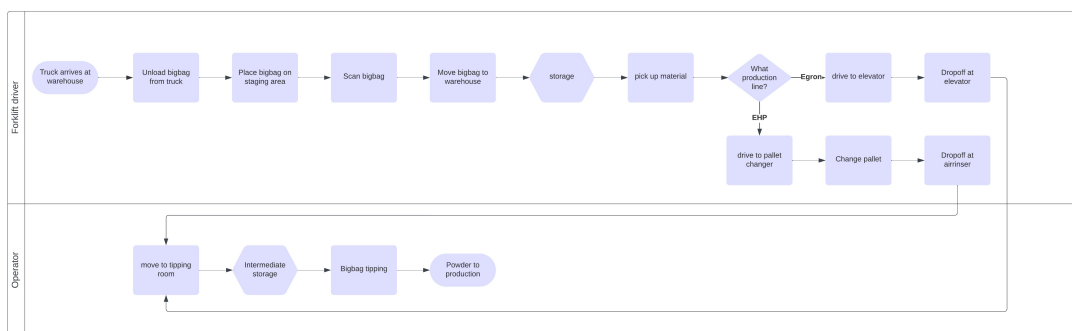 Forklift driver
Truck arrives at
warehouse
Unload bigbag
from truck
Place bigbag on
staging area
Scan bigbag
Move bigbag to
warehouse
storage
pick up material
What
production
line?
Egron
drive to elevator
Dropoff at
elevator
EHP
drive to pallet
changer
Change pallet
Dropoff at
airrinser
Operator
move to tipping
room
Intermediate
storage
Bigbag tipping
Powder to
production